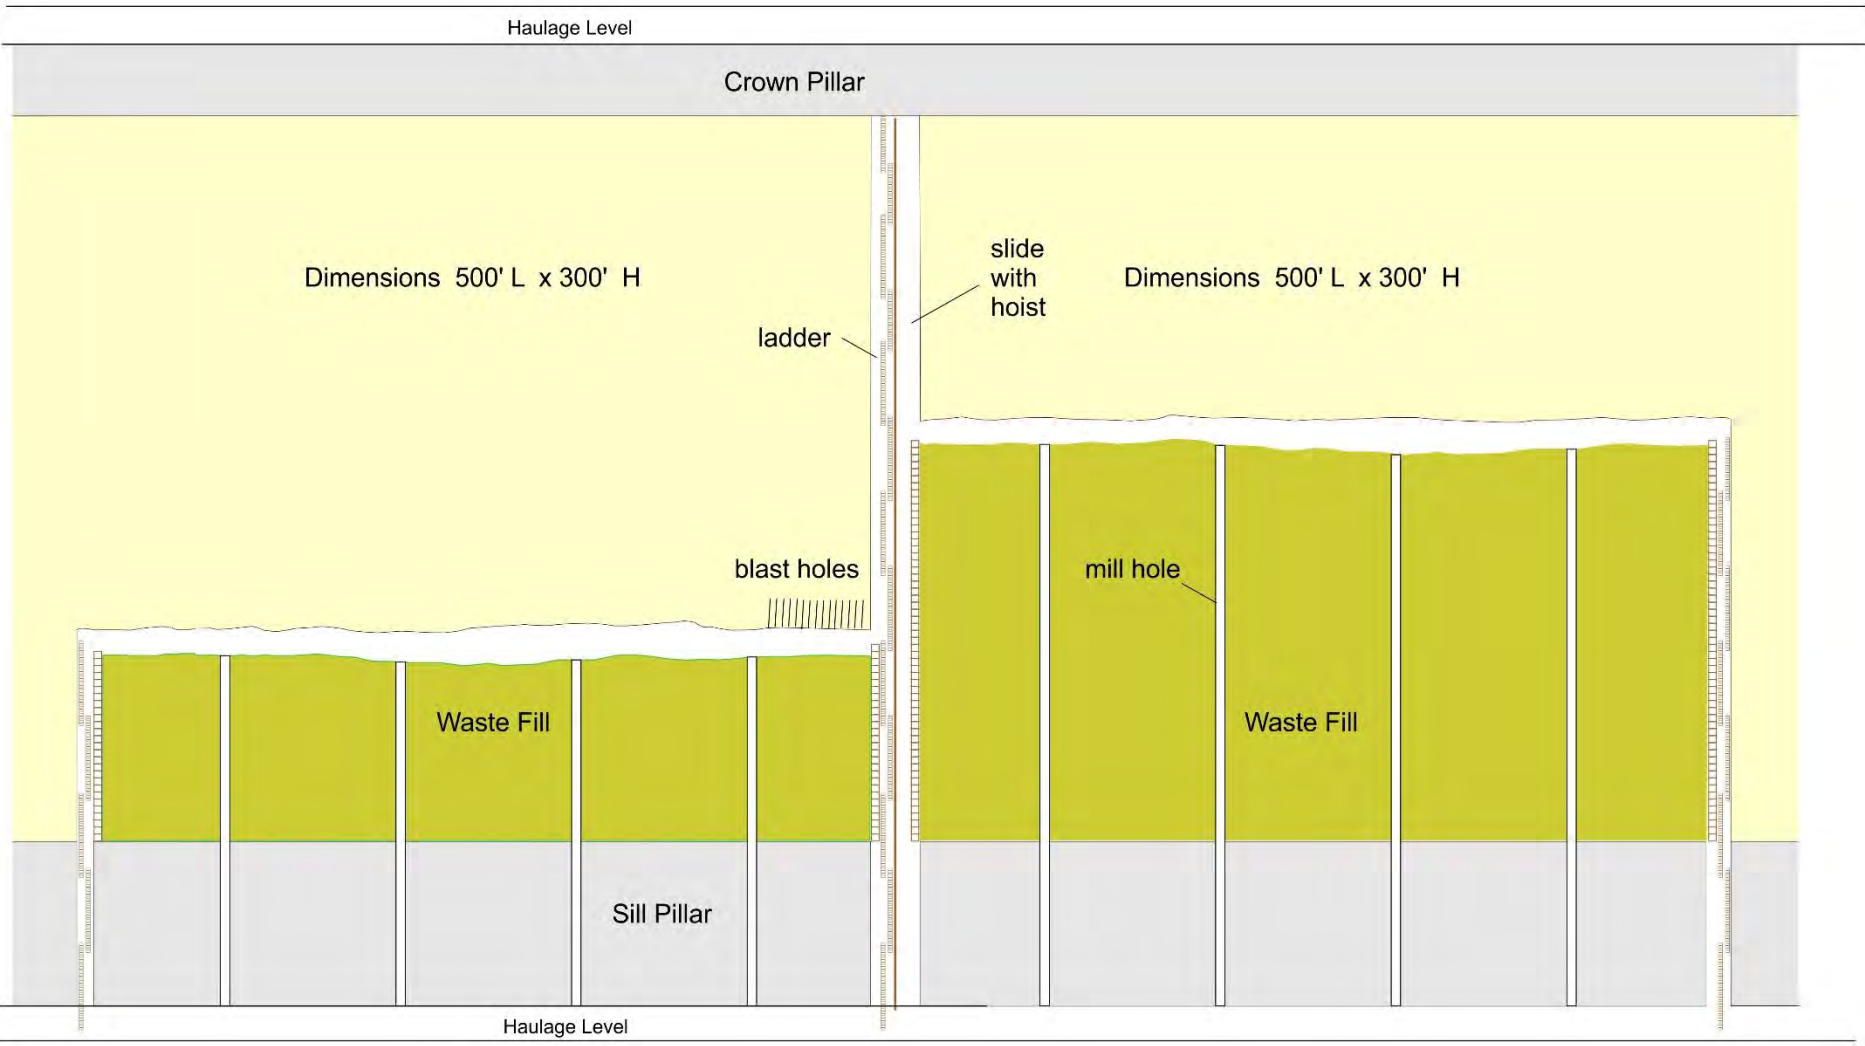 Haulage Level
Crown Pillar
Dimensions 500' L x 300' H
slide
with
hoist
Dimensions 500' L x 300' H
ladder
blast holes
mill hole
Waste Fill
Waste Fill
Sill Pillar
Haulage Level